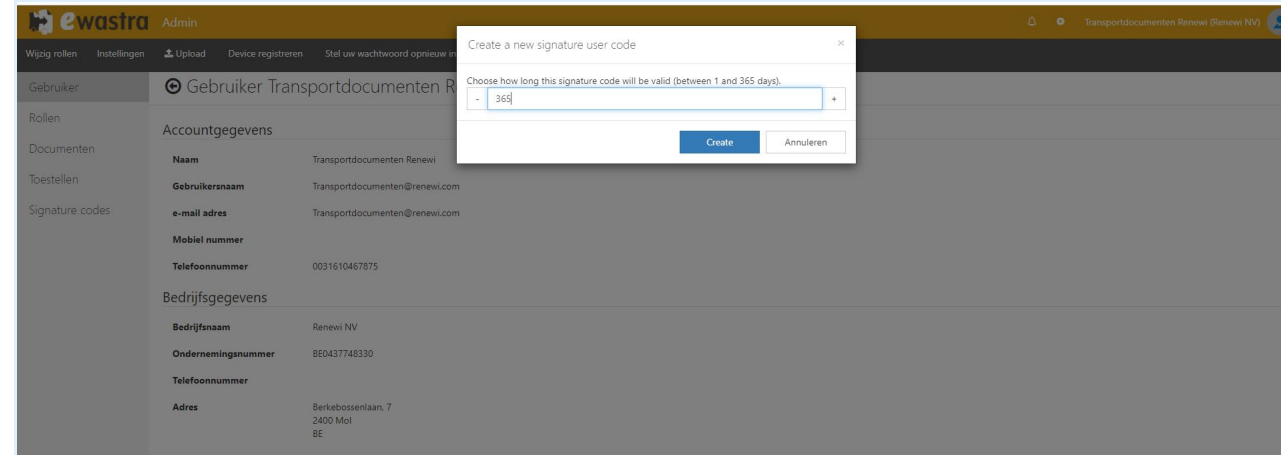 ewastra Admin Transportdocumenten Renewi (Renewi NV)
Wijzig rollen Instellingen Upload Device registreren Stel uw wachtwoord opnieuw in
Create a new signature user code ×
Choose how long this signature code will be valid (between 1 and 365 days).
- 365 +
Create Annuleren
Gebruiker
Rollen
Documenten
Toestellen
Signature codes
Gebruiker Transportdocumenten R
Accountgegevens
Naam Transportdocumenten Renewi
Gebruikersnaam Transportdocumenten@renewi.com
e-mail adres Transportdocumenten@renewi.com
Mobiel nummer
Telefoonnummer 0031610467875
Bedrijfsgegevens
Bedrijfsnaam Renewi NV
Ondernemingsnummer BE0437748330
Telefoonnummer
Adres Berkebossenlaan, 7
2400 Mol
BE